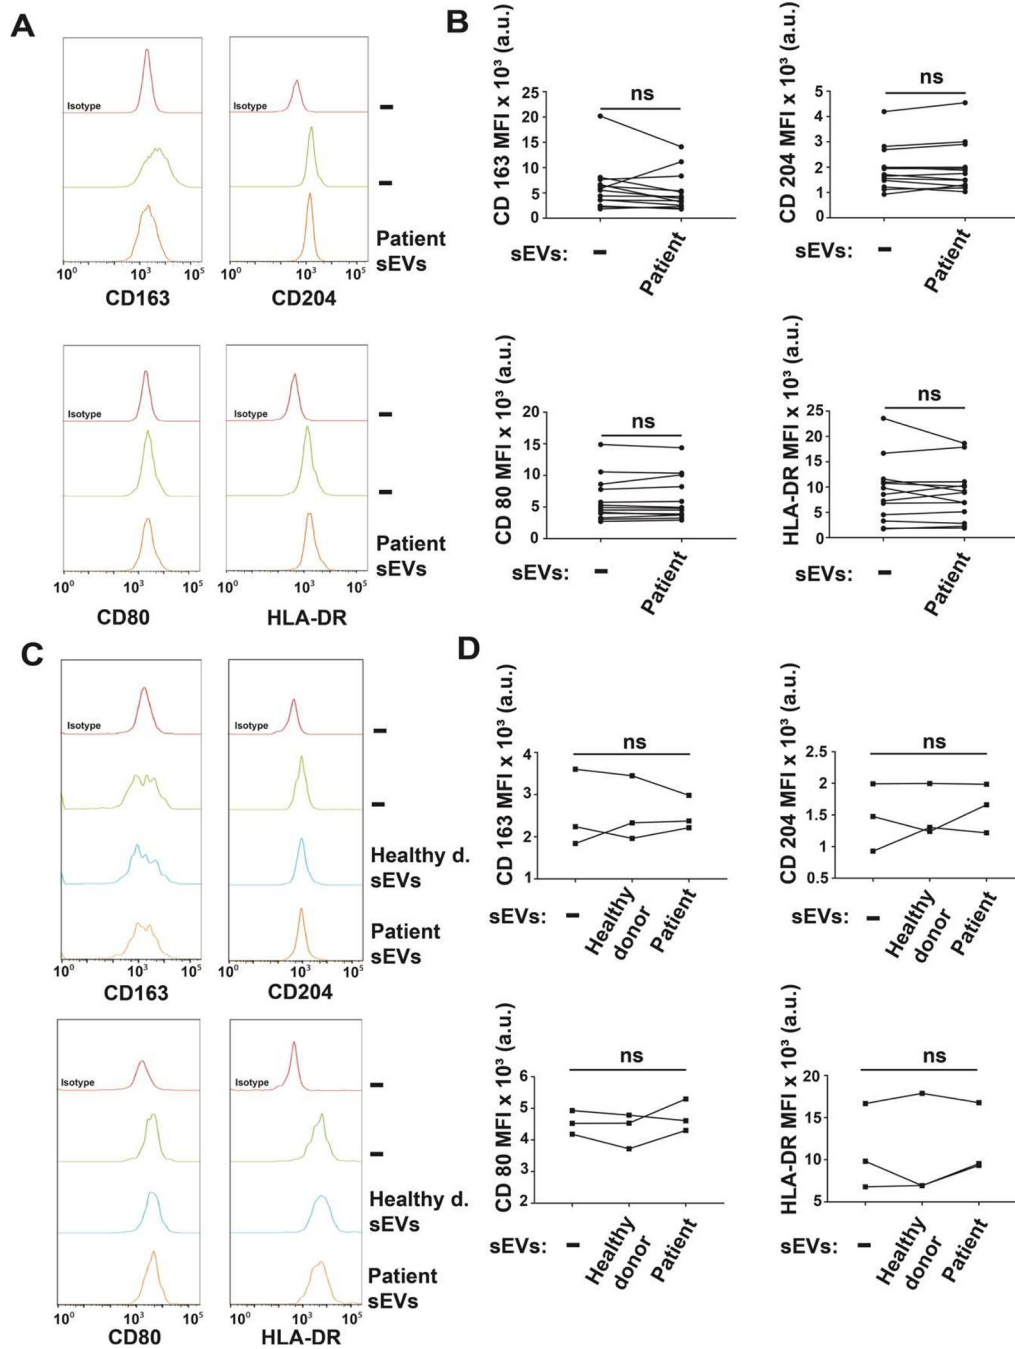 A
Isotype
Isotype
Patient
sEVs
10⁰ 10³ 10⁵
10⁰ 10³ 10⁵
CD163
CD204
Isotype
Isotype
Patient
sEVs
10⁰ 10³ 10⁵
10⁰ 10³ 10⁵
CD80
HLA-DR
B
CD 163 MFI x 10³ (a.u.)
25
20
15
10
5
0
ns
sEVs: –
Patient
CD 204 MFI x 10³ (a.u.)
5
4
3
2
1
0
ns
sEVs: –
Patient
CD 80 MFI x 10³ (a.u.)
20
15
10
5
0
ns
sEVs: –
Patient
HLA-DR MFI x 10³ (a.u.)
25
20
15
10
5
0
ns
sEVs: –
Patient
C
Isotype
Isotype
Healthy d.
sEVs
Patient
sEVs
10⁰ 10³ 10⁵
10⁰ 10³ 10⁵
CD163
CD204
Isotype
Isotype
Healthy d.
sEVs
Patient
sEVs
10⁰ 10³ 10⁵
10⁰ 10³ 10⁵
CD80
HLA-DR
D
CD 163 MFI x 10³ (a.u.)
4
3
2
1
ns
sEVs: –
Healthy
donor
Patient
CD 204 MFI x 10³ (a.u.)
2.5
2
1.5
1
0.5
ns
sEVs: –
Healthy
donor
Patient
CD 80 MFI x 10³ (a.u.)
6
5
4
3
2
ns
sEVs: –
Healthy
donor
Patient
HLA-DR MFI x 10³ (a.u.)
20
15
10
5
ns
sEVs: –
Healthy
donor
Patient